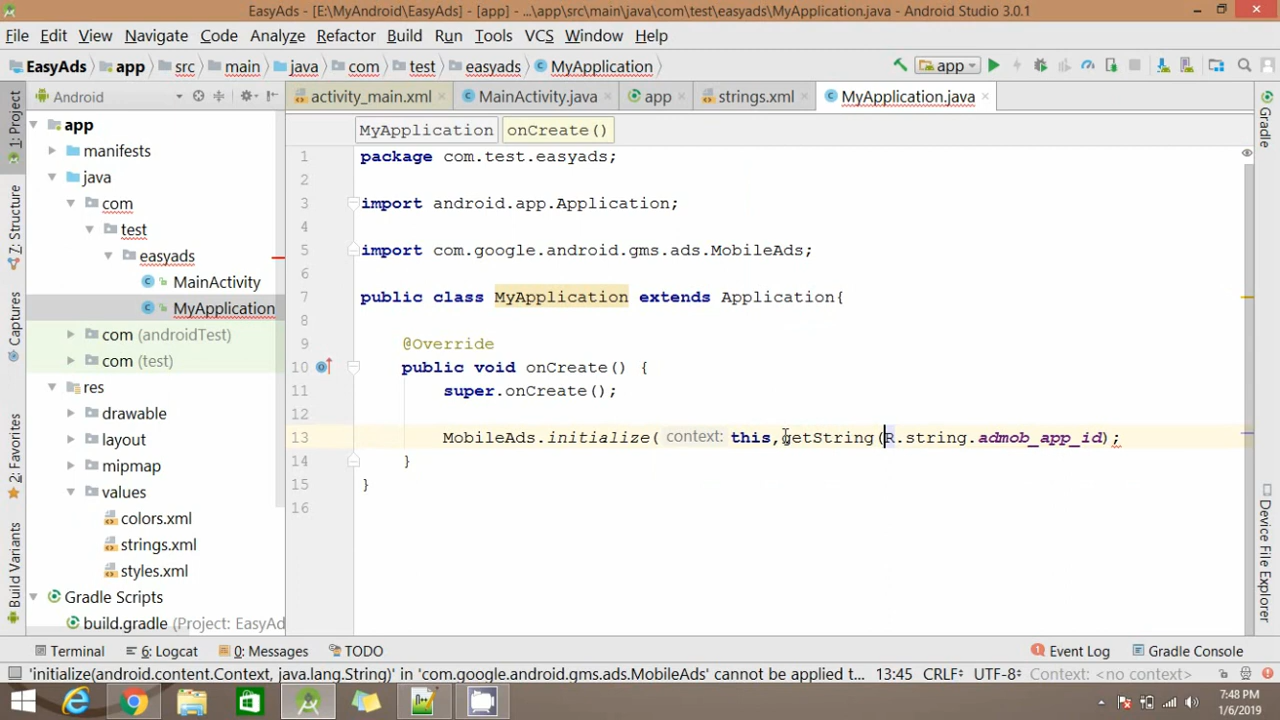 EasyAds - [E:\MyAndroid\EasyAds] - [app] - ...\app\src\main\java\com\test\easyads\MyApplication.java - Android Studio 3.0.1
File Edit View Navigate Code Analyze Refactor Build Run Tools VCS Window Help
EasyAds app src main java com test easyads MyApplication app
Android activity_main.xml MainActivity.java app strings.xml MyApplication.java
MyApplication onCreate()
app
manifests
java
com
test
easyads
MainActivity
MyApplication
com (androidTest)
com (test)
res
drawable
layout
mipmap
values
colors.xml
strings.xml
styles.xml
Gradle Scripts
build.gradle (Project: EasyAd
1 package com.test.easyads;
2
3 import android.app.Application;
4
5 import com.google.android.gms.ads.MobileAds;
6
7 public class MyApplication extends Application{
8
9 @Override
10 public void onCreate() {
11 super.onCreate();
12
13 MobileAds.initialize( context: this,getString(R.string.admob_app_id);
14 }
15 }
16
1: Project
7: Structure
Captures
2: Favorites
Build Variants
Gradle
Device File Explorer
Terminal 6: Logcat 0: Messages TODO Event Log Gradle Console
'initialize(android.content.Context, java.lang.String)' in 'com.google.android.gms.ads.MobileAds' cannot be applied t 13:45 CRLF÷ UTF-8÷ Context: <no context>
7:48 PM
1/6/2019